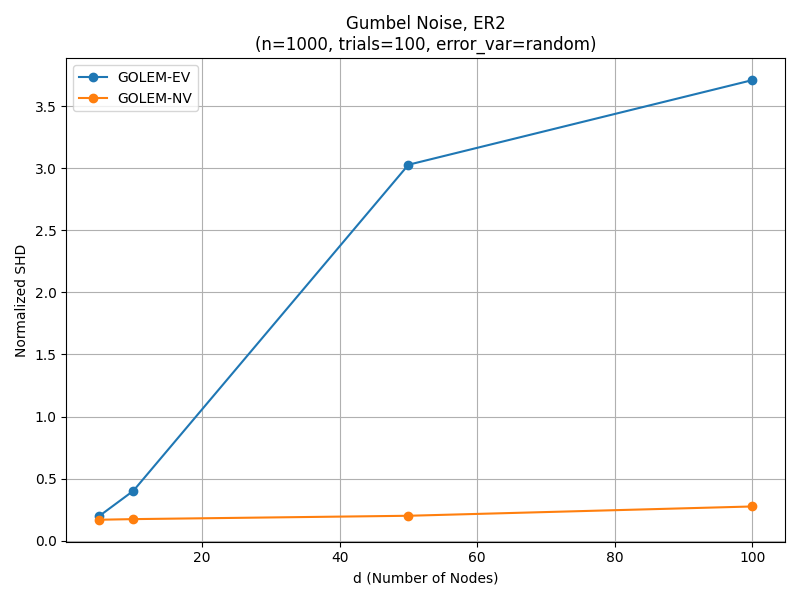 Gumbel Noise, ER2
(n=1000, trials=100, error_var=random)
GOLEM-EV
GOLEM-NV
Normalized SHD
3.5
3.0
2.5
2.0
1.5
1.0
0.5
0.0
20
40
60
80
100
d (Number of Nodes)